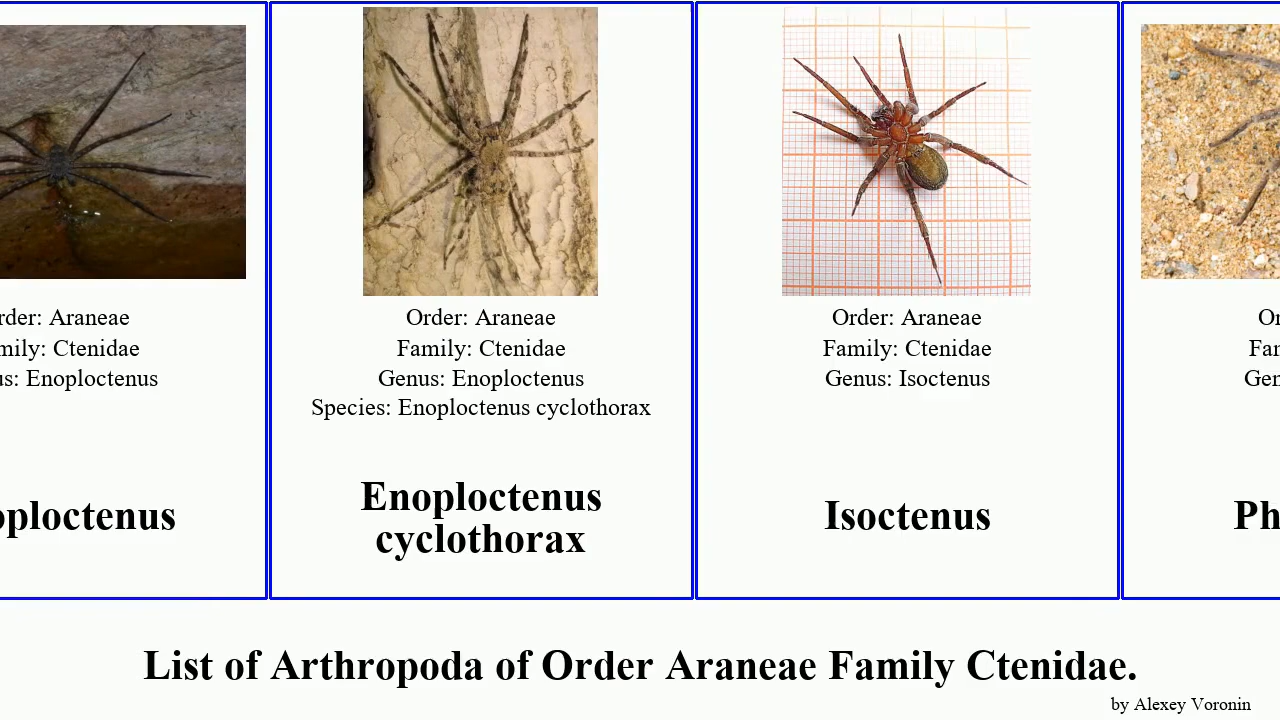 rder: Araneae
mily: Ctenidae
us: Enoploctenus
oploctenus
Order: Araneae
Family: Ctenidae
Genus: Enoploctenus
Species: Enoploctenus cyclothorax
Enoploctenus
cyclothorax
Order: Araneae
Family: Ctenidae
Genus: Isoctenus
Isoctenus
Or
Fam
Gen
Ph
List of Arthropoda of Order Araneae Family Ctenidae.
by Alexey Voronin